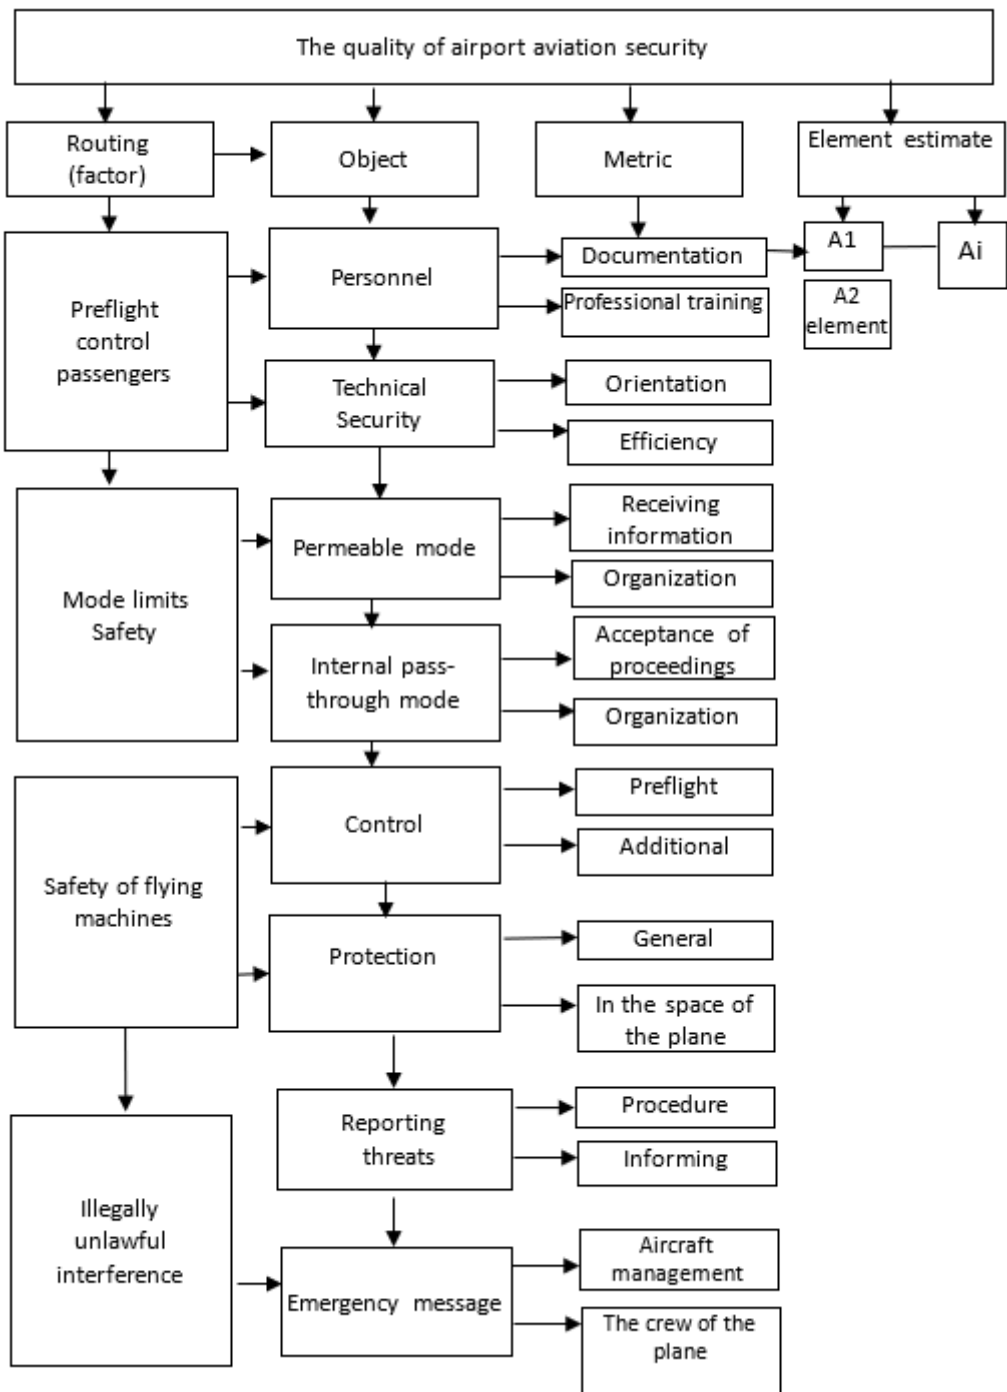 The quality of airport aviation security
Routing
(factor)
Object
Metric
Element estimate
Preflight
control
passengers
Personnel
Documentation
A1
Ai
Professional training
A2
element
Technical
Security
Orientation
Efficiency
Mode limits
Safety
Permeable mode
Receiving
information
Organization
Internal pass-
through mode
Acceptance of
proceedings
Organization
Safety of flying
machines
Control
Preflight
Additional
Protection
General
In the space of
the plane
Illegally
unlawful
interference
Reporting
threats
Procedure
Informing
Emergency message
Aircraft
management
The crew of the
plane